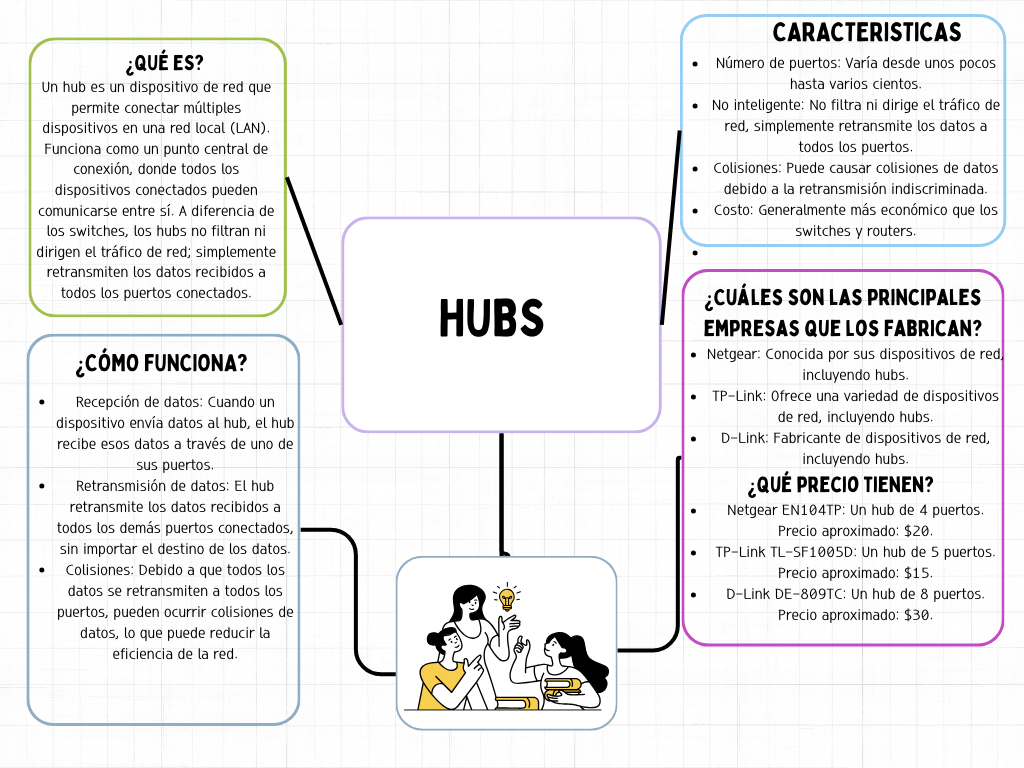 ¿QUÉ ES?
Un hub es un dispositivo de red que
permite conectar múltiples
dispositivos en una red local (LAN).
Funciona como un punto central de
conexión, donde todos los
dispositivos conectados pueden
comunicarse entre sí. A diferencia de
los switches, los hubs no filtran ni
dirigen el tráfico de red; simplemente
retransmiten los datos recibidos a
todos los puertos conectados.
¿CÓMO FUNCIONA?
• Recepción de datos: Cuando un
dispositivo envía datos al hub, el hub
recibe esos datos a través de uno de
sus puertos.
• Retransmisión de datos: El hub
retransmite los datos recibidos a
todos los demás puertos conectados,
sin importar el destino de los datos.
• Colisiones: Debido a que todos los
datos se retransmiten a todos los
puertos, pueden ocurrir colisiones de
datos, lo que puede reducir la
eficiencia de la red.
HUBS
CARACTERISTICAS
• Número de puertos: Varía desde unos pocos
hasta varios cientos.
• No inteligente: No filtra ni dirige el tráfico de
red, simplemente retransmite los datos a
todos los puertos.
• Colisiones: Puede causar colisiones de datos
debido a la retransmisión indiscriminada.
• Costo: Generalmente más económico que los
switches y routers.
•
¿CUÁLES SON LAS PRINCIPALES
EMPRESAS QUE LOS FABRICAN?
• Netgear: Conocida por sus dispositivos de red,
incluyendo hubs.
• TP-Link: Ofrece una variedad de dispositivos
de red, incluyendo hubs.
• D-Link: Fabricante de dispositivos de red,
incluyendo hubs.
¿QUÉ PRECIO TIENEN?
• Netgear EN104TP: Un hub de 4 puertos.
Precio aproximado: $20.
• TP-Link TL-SF1005D: Un hub de 5 puertos.
Precio aproximado: $15.
• D-Link DE-809TC: Un hub de 8 puertos.
Precio aproximado: $30.